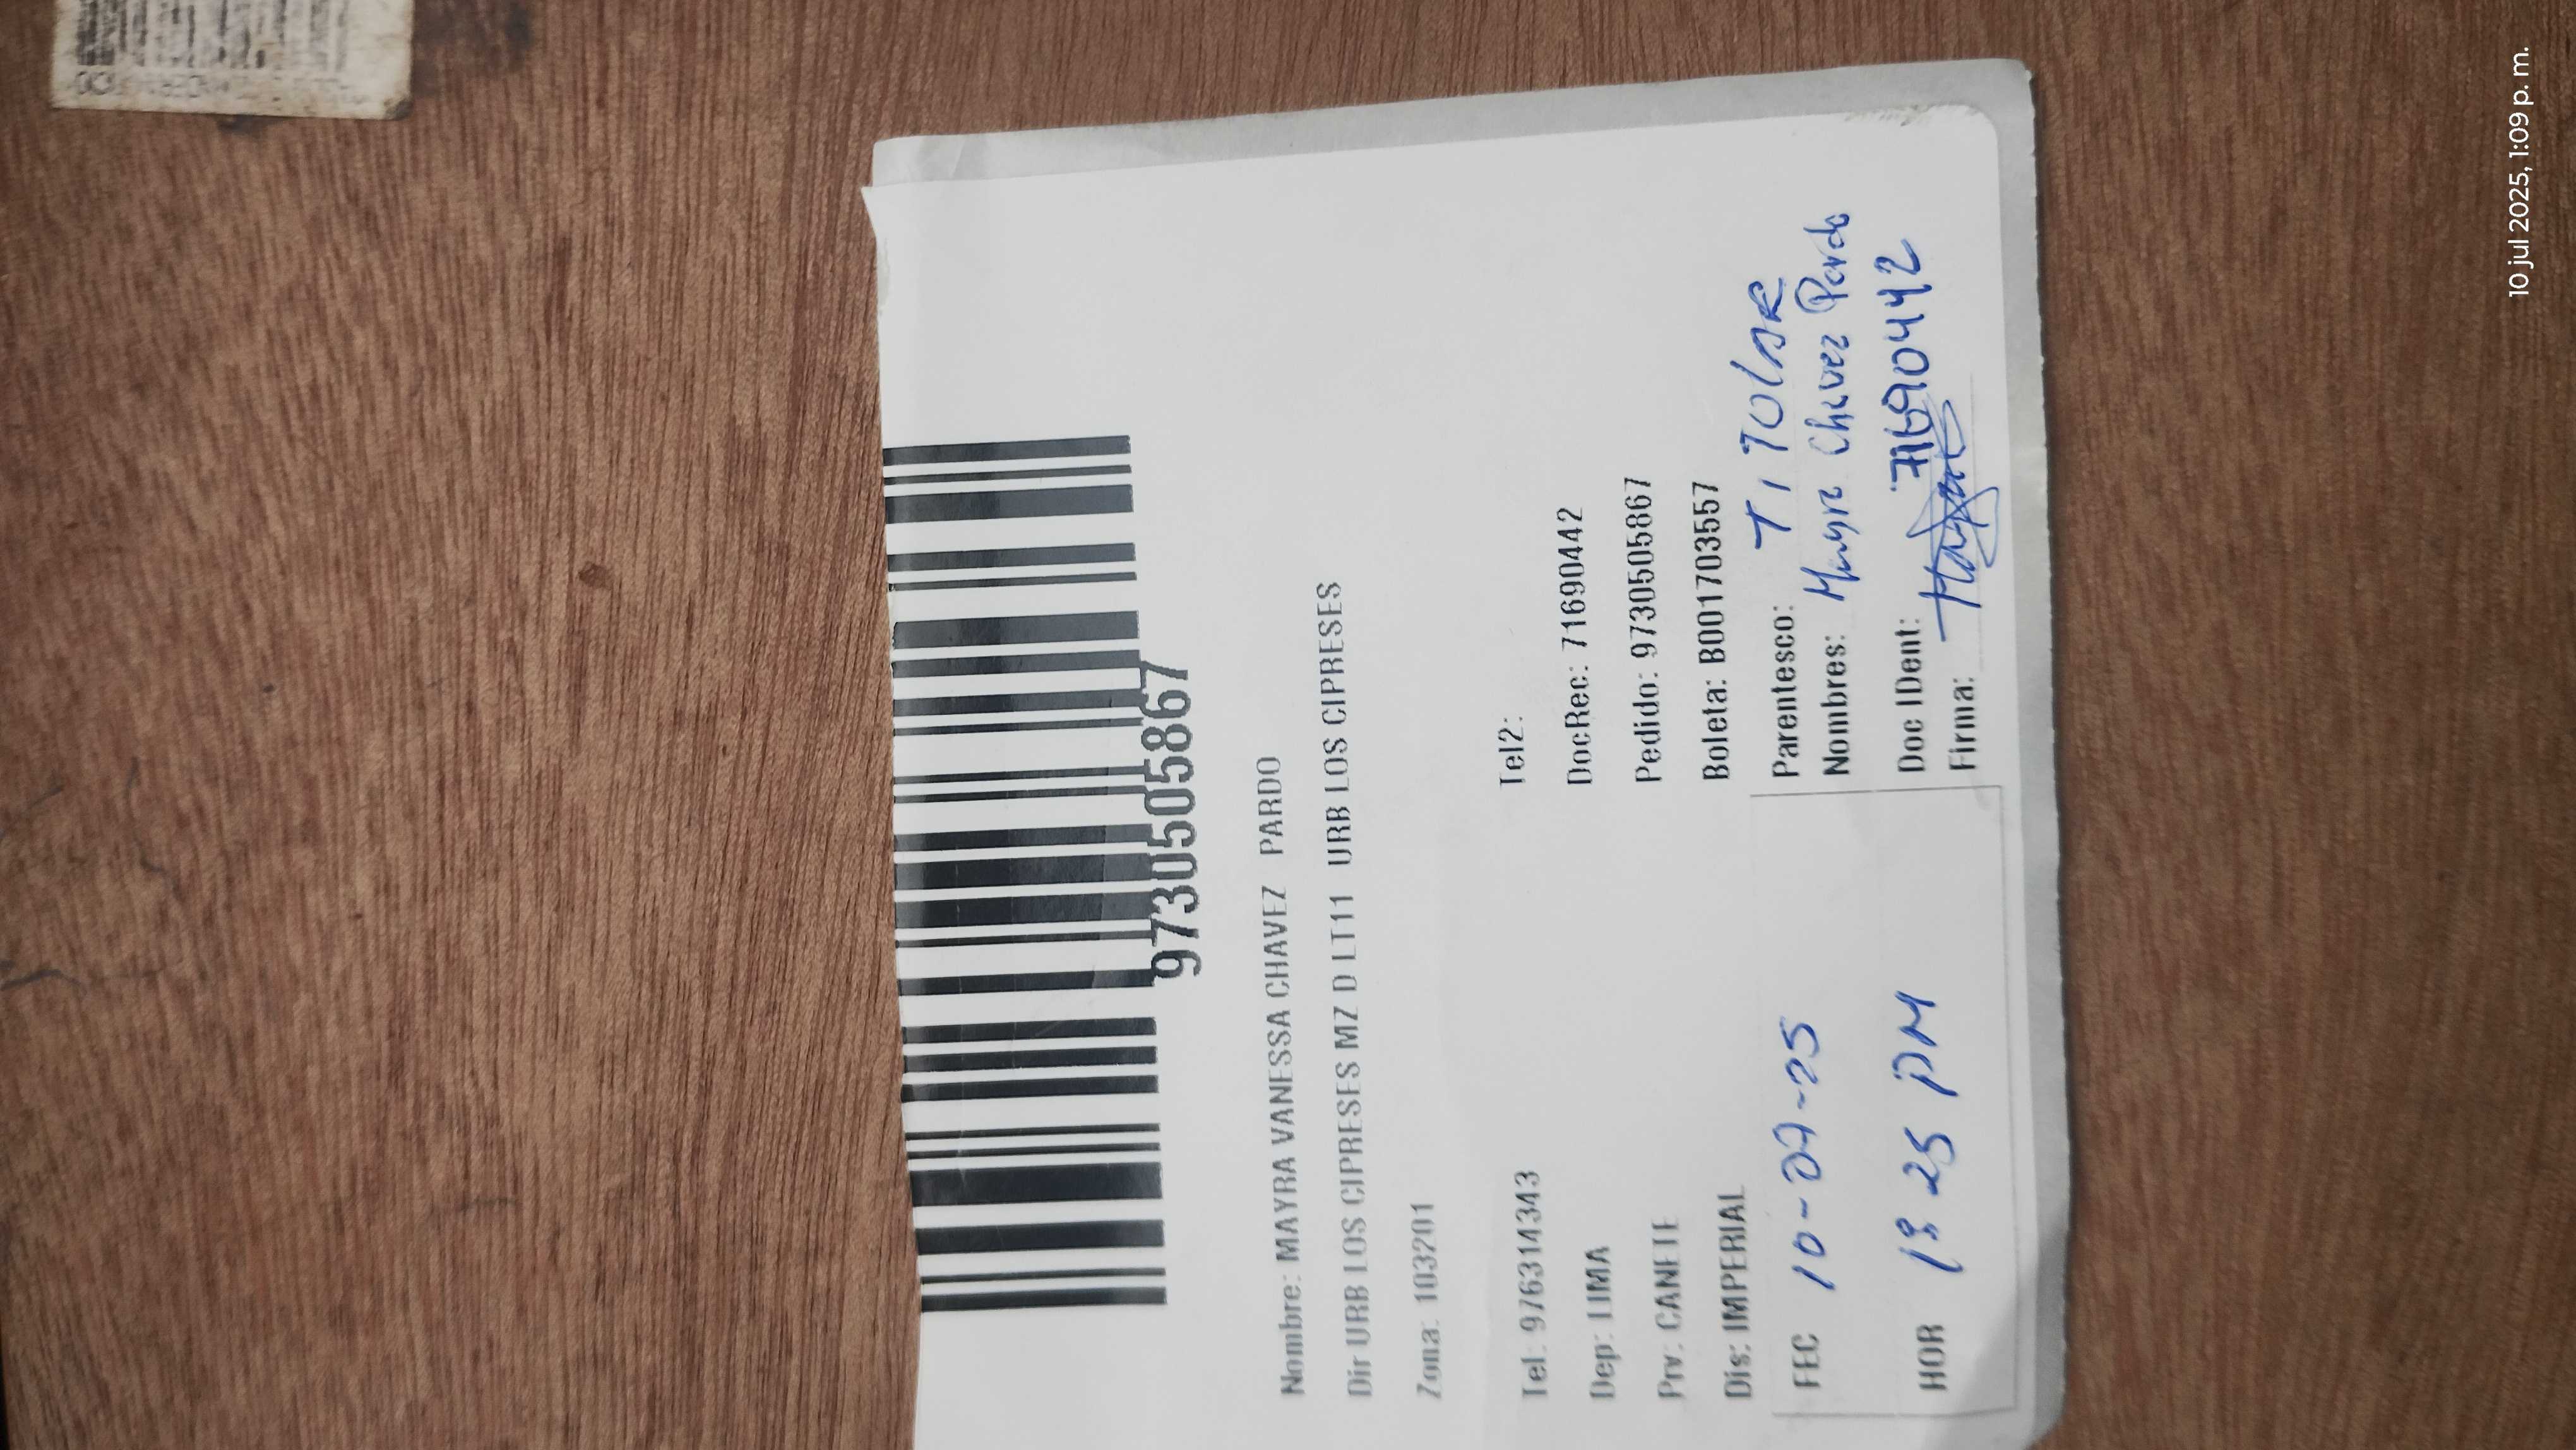 9730505867
Nombre: MAYRA VANESSA CHAVEZ PARDO
Dir URB LOS CIPRESES MZ D LT11 URB LOS CIPRESES
Zona: 103201
Tel: 976314343 Tel2:
Dep: LIMA DocRec: 71690442
Prv: CANETE Pedido: 9730505867
Dis: IMPERIAL Boleta: B001703557
FEC 10-07-25
HOR 25 PM
Parentesco: TITULAR
Nombres: Mayra Chavez Pardo
Doc IDent: 71690442
Firma: Mayra
10 jul 2025, 1:09 p. m.